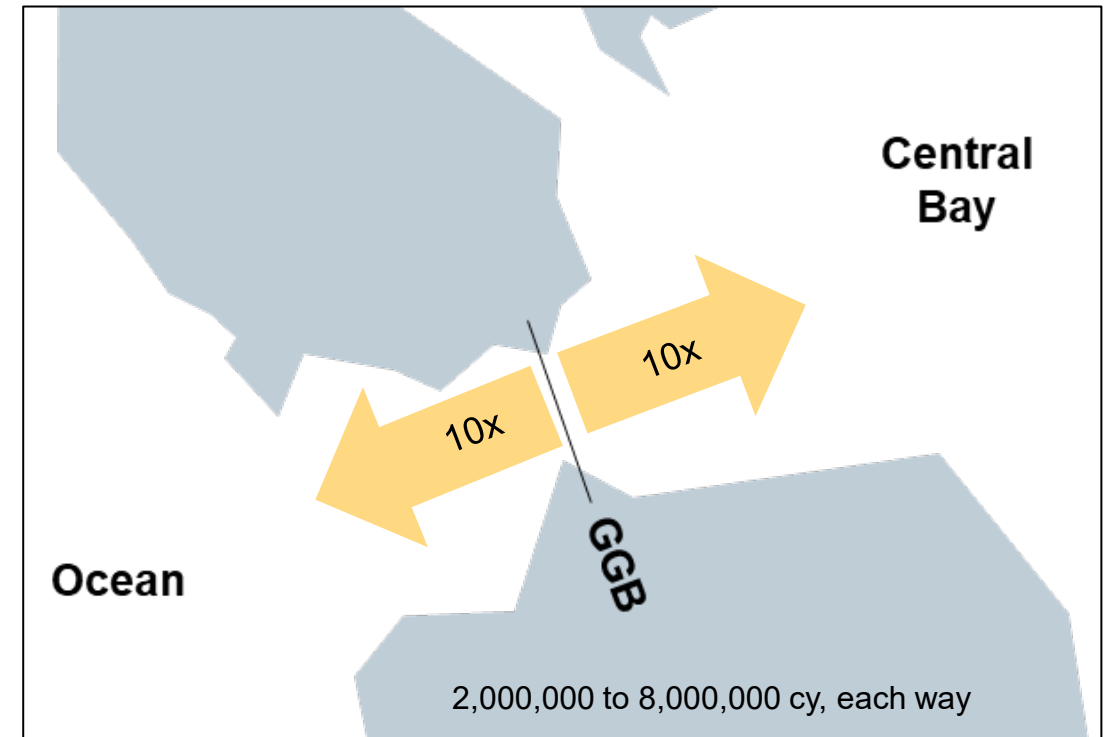 Central
Bay
10x
10x
GGB
Ocean
2,000,000 to 8,000,000 cy, each way